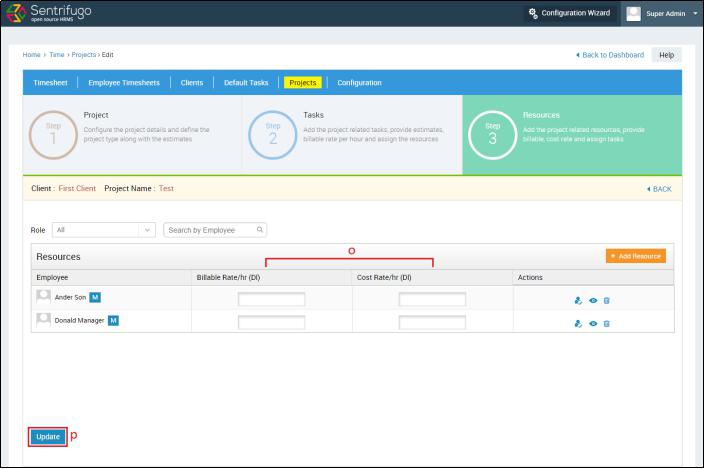 Sentrifugo
open source HRMS
Configuration Wizard
Super Admin
Home > Time > Projects > Edit
Back to Dashboard
Help
Timesheet
Employee Timesheets
Clients
Default Tasks
Projects
Configuration
Step
1
Project
Configure the project details and define the
project type along with the estimates
Step
2
Tasks
Add the project related tasks, provide estimates,
billable rate per hour and assign the resources
Step
3
Resources
Add the project related resources, provide
billable, cost rate and assign tasks
Client : First Client Project Name : Test
BACK
Role
All
Search by Employee
O
Resources
+ Add Resource
Employee
Billable Rate/hr (DI)
Cost Rate/hr (DI)
Actions
Ander Son M
Donald Manager M
Update
p